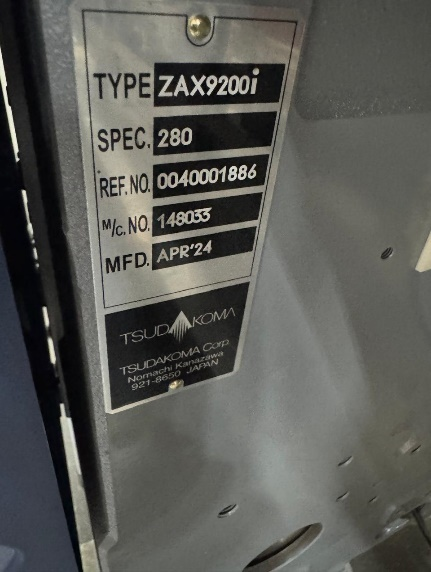 TYPE ZAX9200i
SPEC. 280
REF.NO. 0040001886
M/C.NO. 148033
MFD. APR'24
TSUDAKOMA
TSUDAKOMA Corp
Nomachi Kanazawa
921-8650 JAPAN